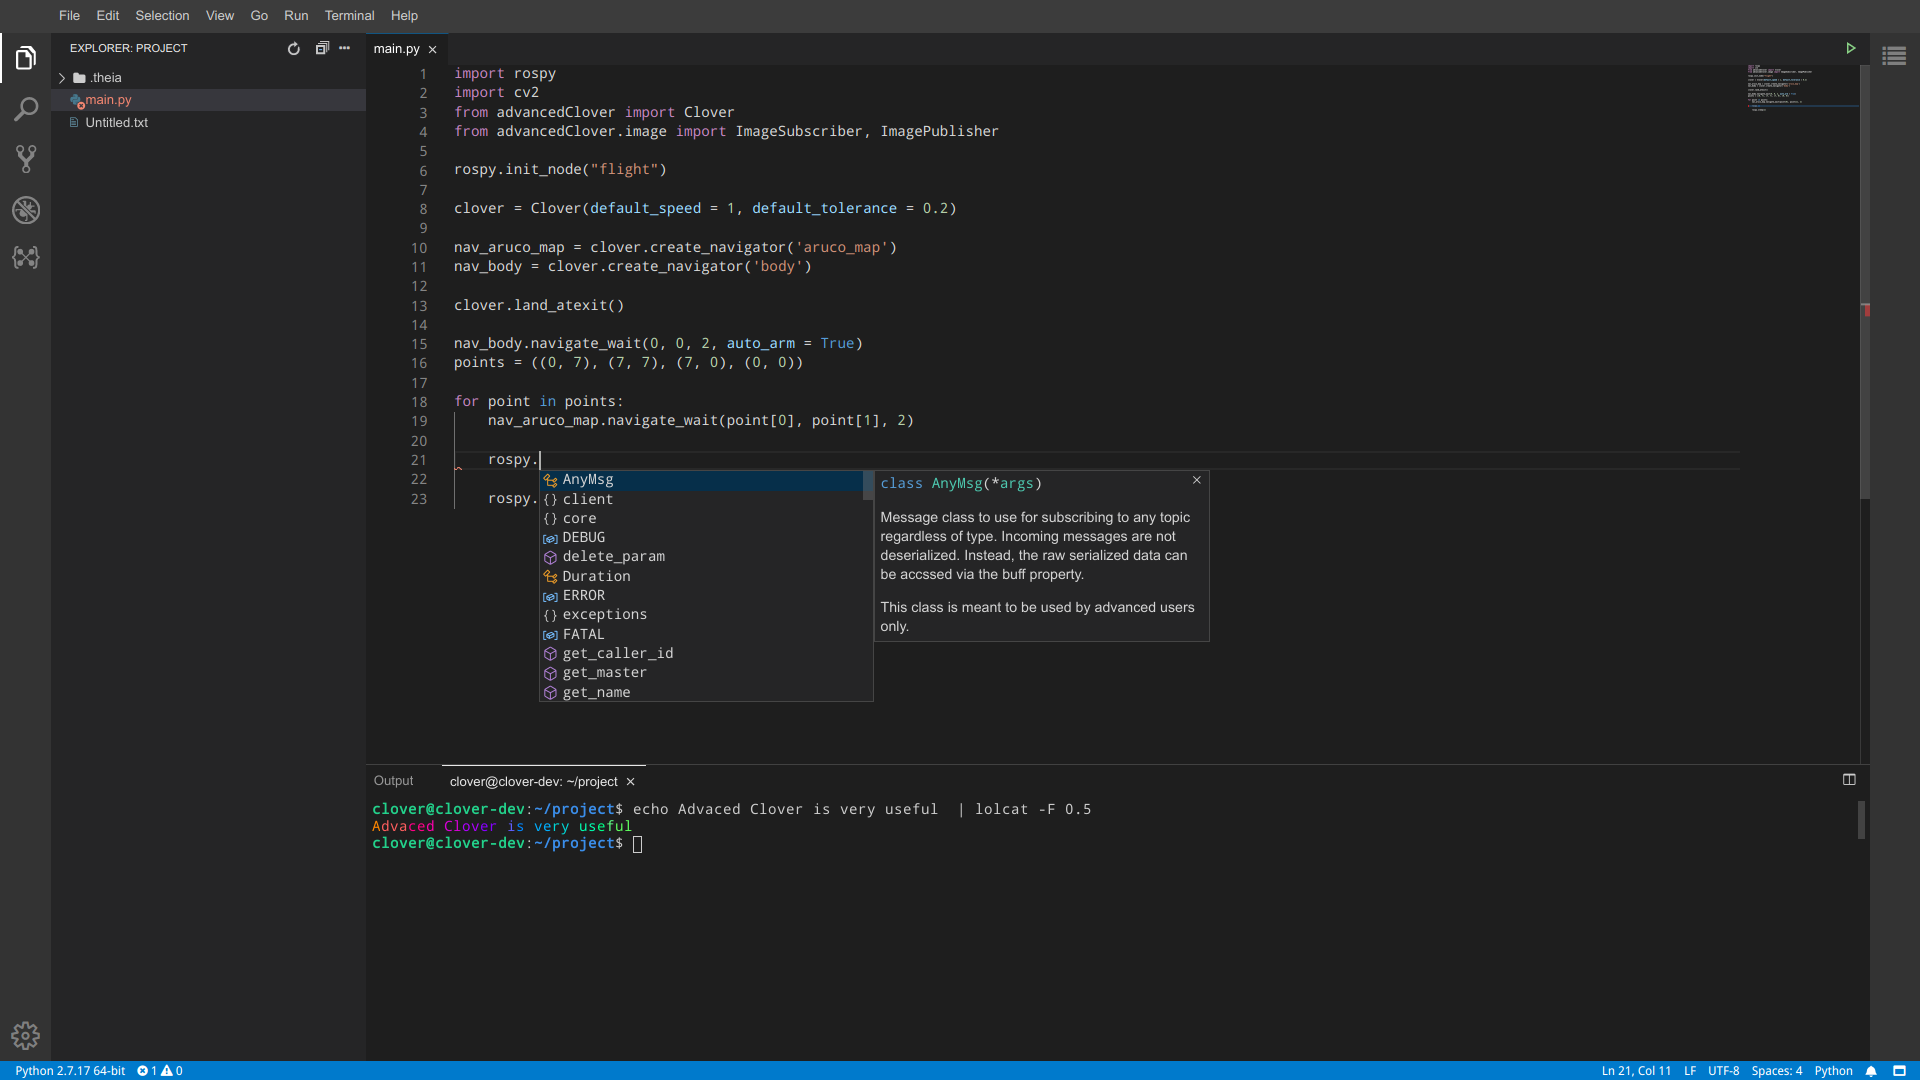 File Edit Selection View Go Run Terminal Help
EXPLORER: PROJECT
.theia
main.py
Untitled.txt
main.py
1 import rospy
2 import cv2
3 from advancedClover import Clover
4 from advancedClover.image import ImageSubscriber, ImagePublisher
5
6 rospy.init_node("flight")
7
8 clover = Clover(default_speed = 1, default_tolerance = 0.2)
9
10 nav_aruco_map = clover.create_navigator('aruco_map')
11 nav_body = clover.create_navigator('body')
12
13 clover.land_atexit()
14
15 nav_body.navigate_wait(0, 0, 2, auto_arm = True)
16 points = ((0, 7), (7, 7), (7, 0), (0, 0))
17
18 for point in points:
19 nav_aruco_map.navigate_wait(point[0], point[1], 2)
20
21 rospy.
22
23 rospy.
AnyMsg
client
core
DEBUG
delete_param
Duration
ERROR
exceptions
FATAL
get_caller_id
get_master
get_name
class AnyMsg(*args)
Message class to use for subscribing to any topic
regardless of type. Incoming messages are not
deserialized. Instead, the raw serialized data can
be accssed via the buff property.
This class is meant to be used by advanced users
only.
Output clover@clover-dev: ~/project
clover@clover-dev:~/project$ echo Advaced Clover is very useful  | lolcat -F 0.5
Advaced Clover is very useful
clover@clover-dev:~/project$
Python 2.7.17 64-bit 1 0 Ln 21, Col 11 LF UTF-8 Spaces: 4 Python